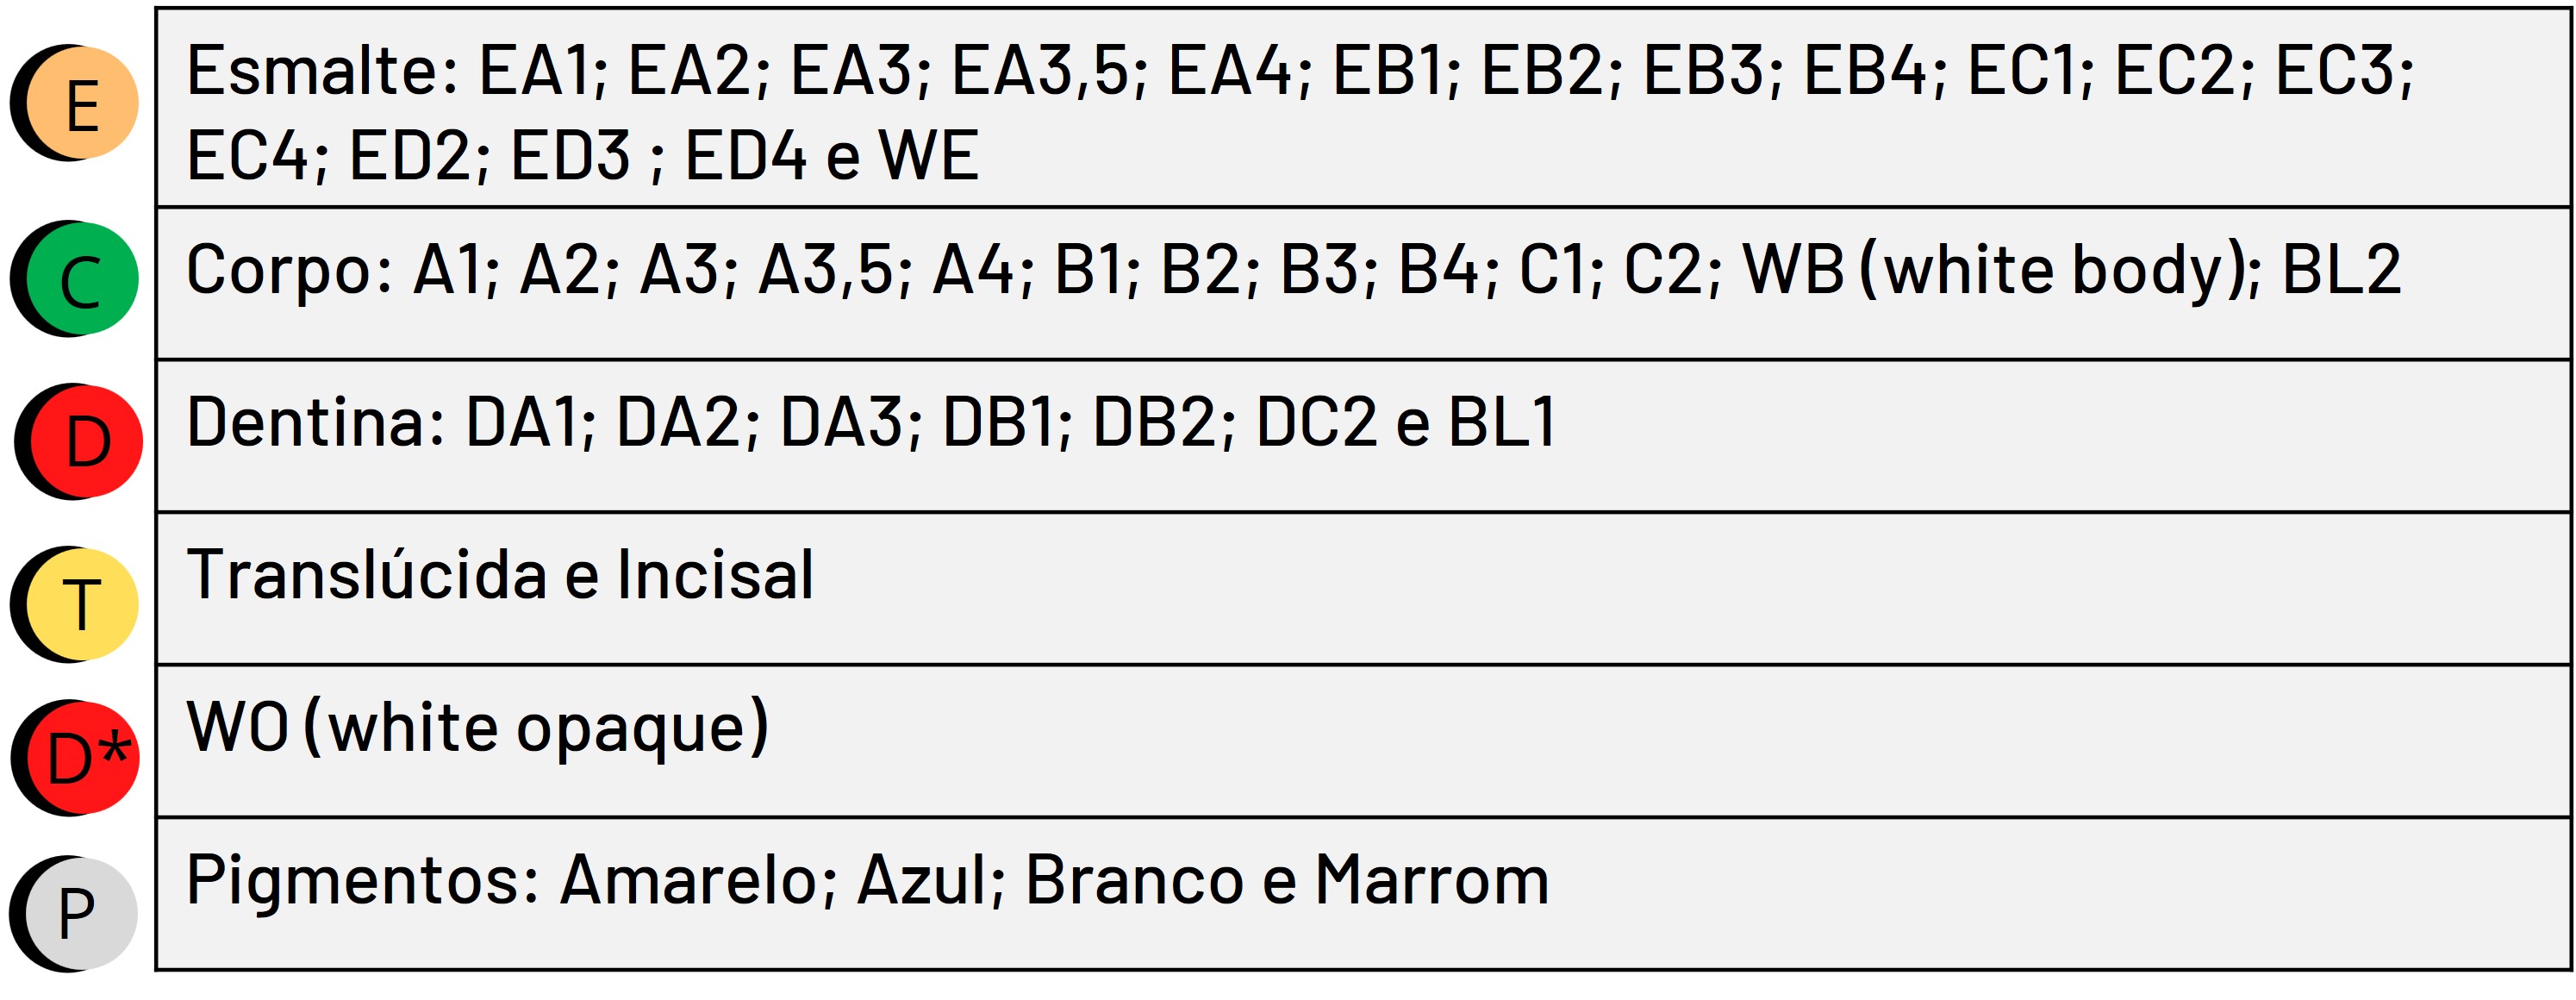 E
Esmalte: EA1; EA2; EA3; EA3,5; EA4; EB1; EB2; EB3; EB4; EC1; EC2; EC3;
EC4; ED2; ED3 ; ED4 e WE
C
Corpo: A1; A2; A3; A3,5; A4; B1; B2; B3; B4; C1; C2; WB (white body); BL2
D
Dentina: DA1; DA2; DA3; DB1; DB2; DC2 e BL1
T
Translúcida e Incisal
D*
WO (white opaque)
P
Pigmentos: Amarelo; Azul; Branco e Marrom